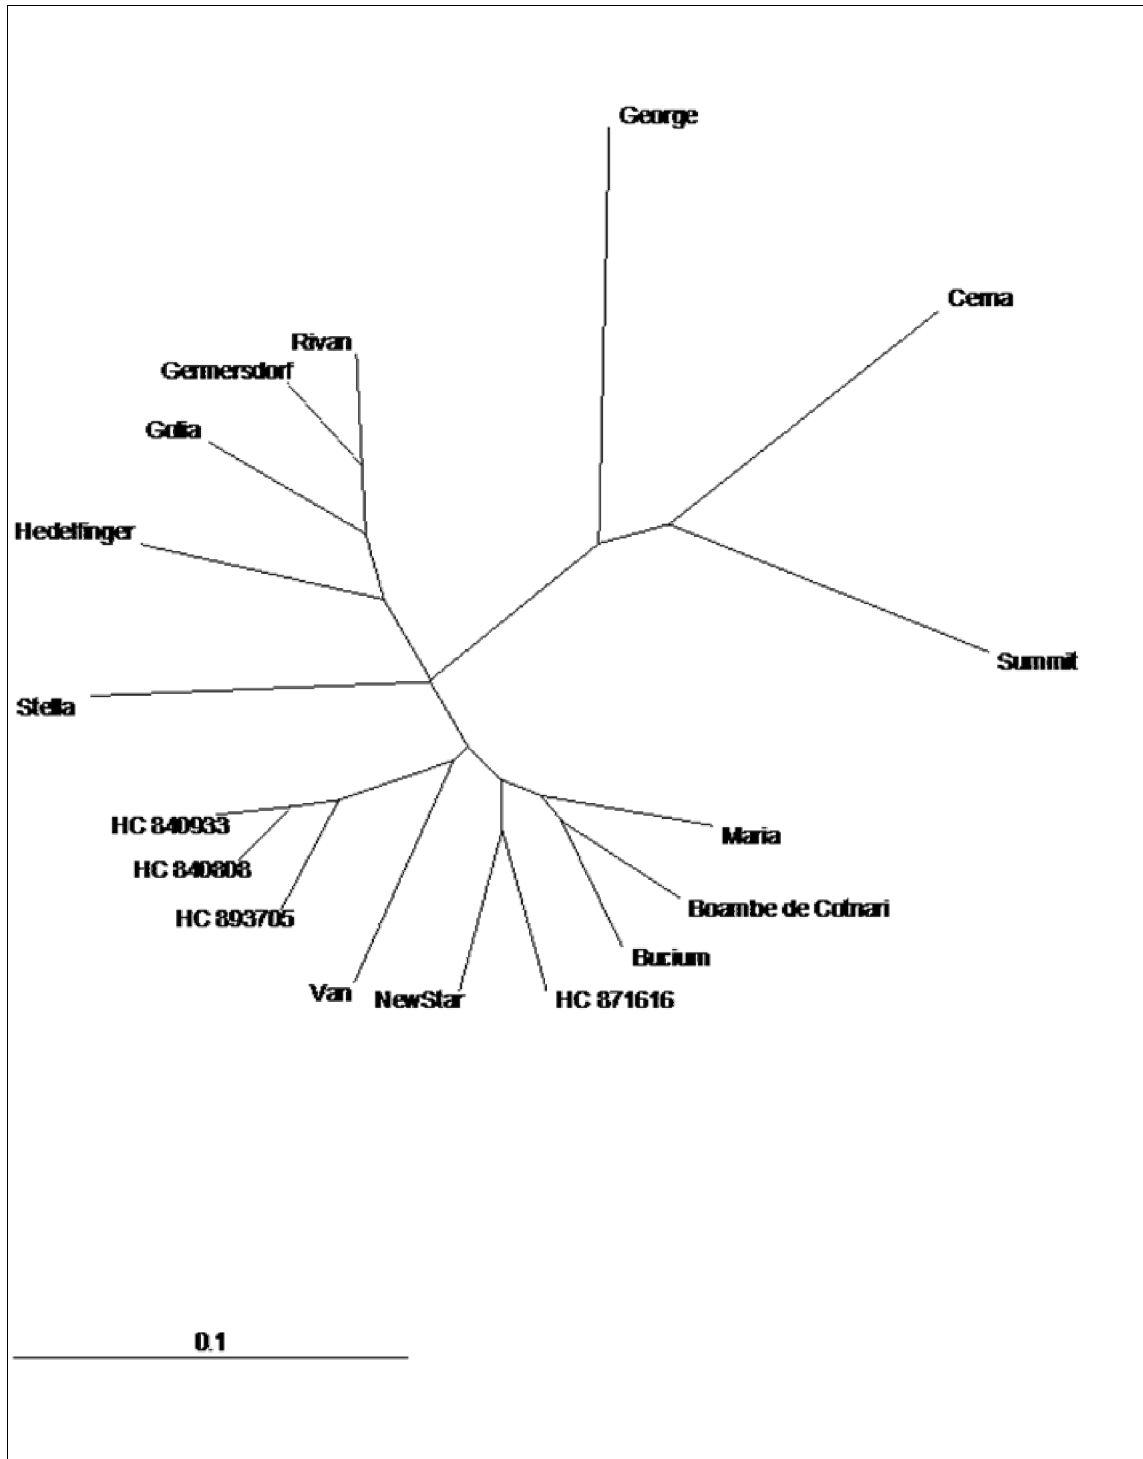 George
Cerna
Rivan
Germersdorf
Golia
Hedelfinger
Summit
Stella
HC 840933
Maria
HC 840808
Boambe de Cotnari
HC 893705
Bucium
Van
NewStar
HC 871616
0.1